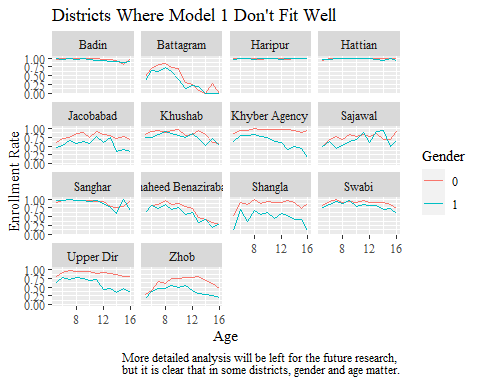 Districts Where Model 1 Don't Fit Well
Badin Battagram Haripur Hattian
1.00
0.75
0.50
0.25
0.00
Jacobabad Khushab Khyber Agency Sajawal
1.00
0.75
0.50
0.25
0.00
Sanghar aheed Benaziraba Shangla Swabi
1.00
0.75
0.50
0.25
0.00
8 12 16 8 12 16
Upper Dir Zhob
1.00
0.75
0.50
0.25
0.00
8 12 16 8 12 16
Enrollment Rate
Age
Gender
0
1
More detailed analysis will be left for the future research,
but it is clear that in some districts, gender and age matter.